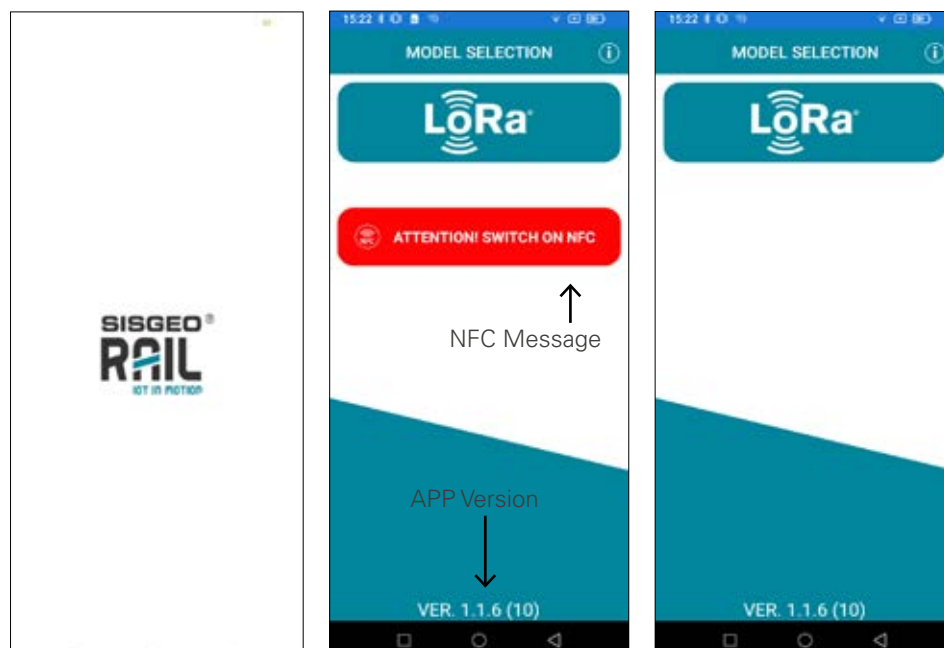 SISGEO®
RAIL
IOT IN MOTION
15:22
MODEL SELECTION
LoRa®
ATTENTION! SWITCH ON NFC
NFC Message
APP Version
VER. 1.1.6 (10)
15:22
MODEL SELECTION
LoRa®
VER. 1.1.6 (10)